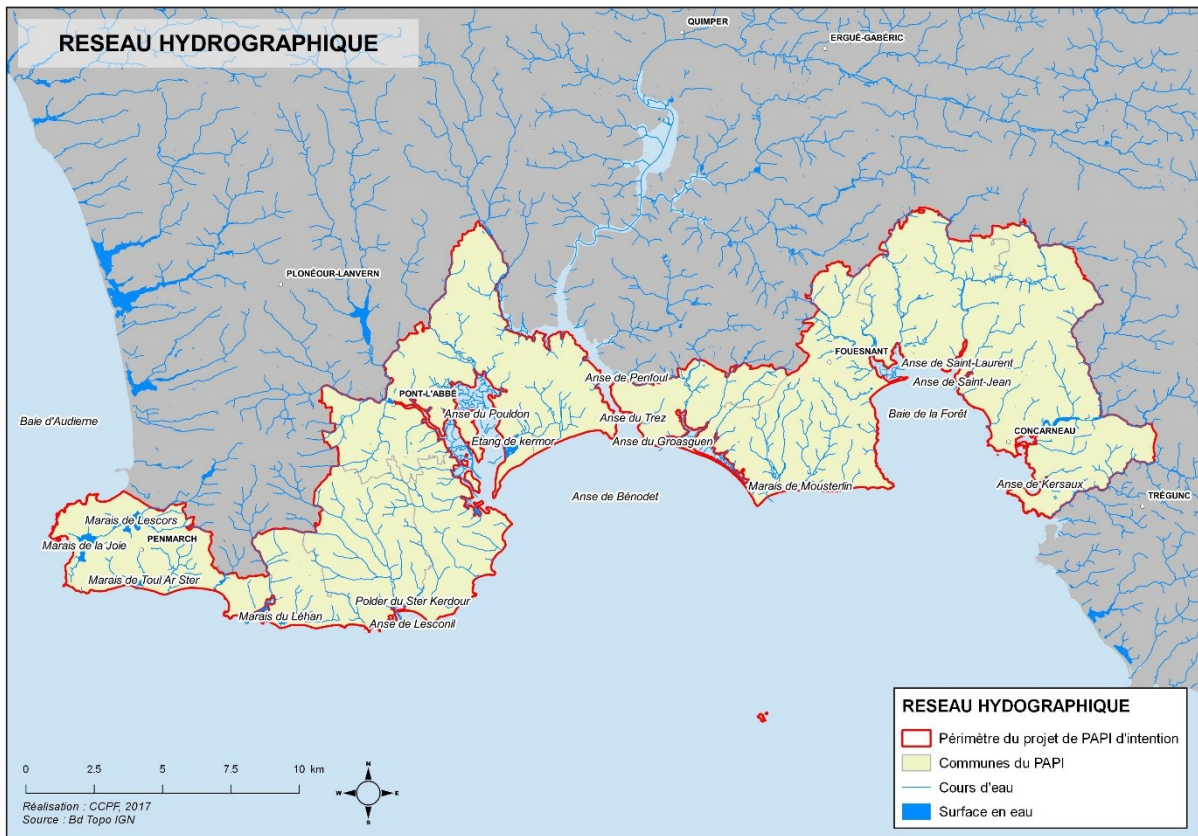 RESEAU HYDROGRAPHIQUE
QUIMPER
ERGUÉ-GABÉRIC
PLONÉOUR-LANVERN
FOUESNANT
Anse de Saint-Laurent
Anse de Penfoul
Anse de Saint-Jean
PONT-L'ABBÉ
Anse du Pouldon
Anse du Trez
Baie de la Forêt
Baie d'Audierne
CONCARNEAU
Etang de kermor
Anse du Groasguen
Marais de Mousterlin
Anse de Kersaux
Anse de Bénodet
TRÉGUNC
Marais de Lescors
PENMARCH
Marais de la Joie
Marais de Toul Ar Ster
Polder du Ster Kerdour
Marais du Léhan
Anse de Lesconil
RESEAU HYDOGRAPHIQUE
Périmètre du projet de PAPI d'intention
Communes du PAPI
Cours d'eau
Surface en eau
0 2.5 5 7.5 10 km
N
W E
S
Réalisation : CCPF, 2017
Source : Bd Topo IGN